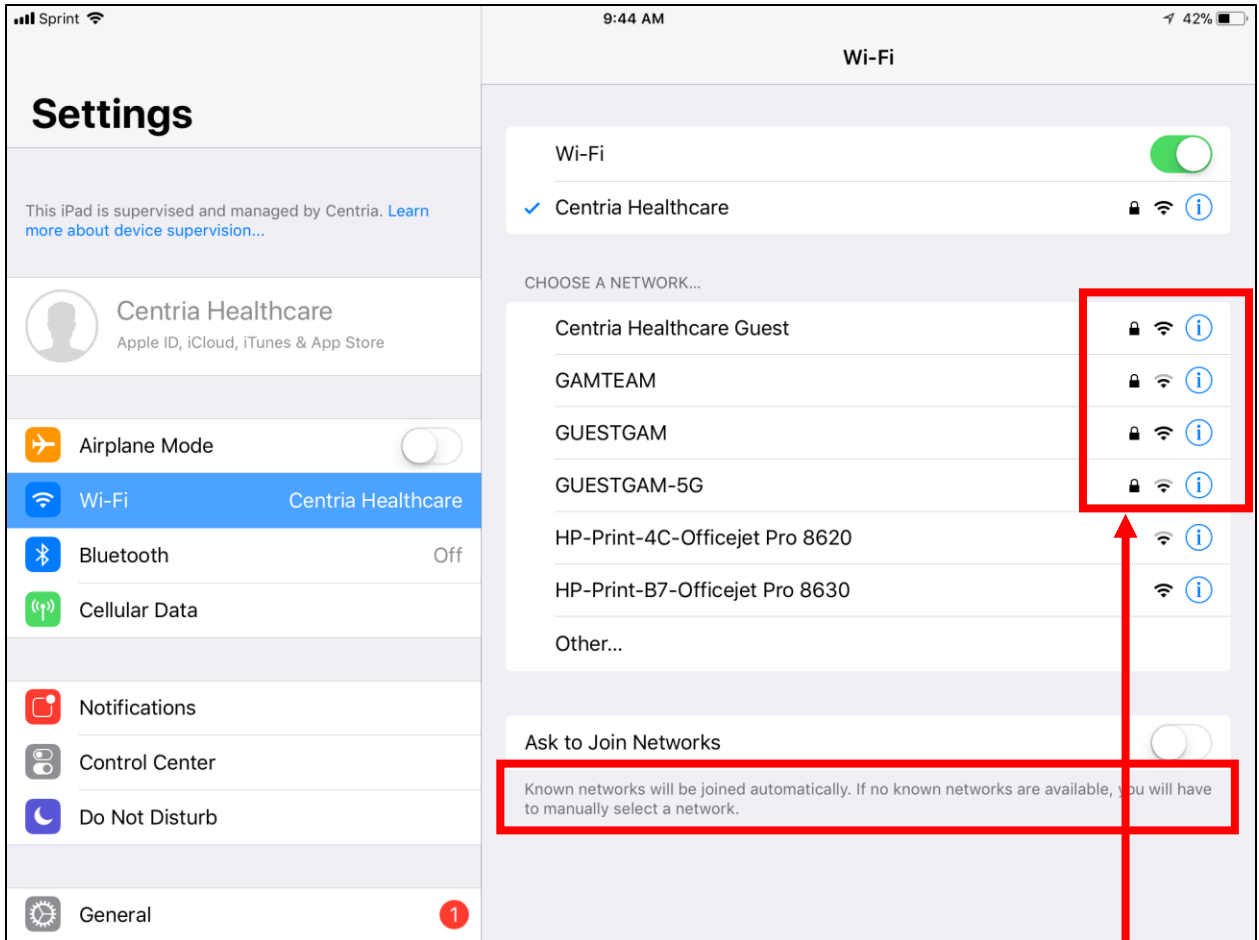 Sprint
9:44 AM
42%
Wi-Fi
Settings
This iPad is supervised and managed by Centria. Learn
more about device supervision...
Centria Healthcare
Apple ID, iCloud, iTunes & App Store
Airplane Mode
Wi-Fi Centria Healthcare
Bluetooth Off
Cellular Data
Notifications
Control Center
Do Not Disturb
General 1
Wi-Fi
Centria Healthcare
CHOOSE A NETWORK...
Centria Healthcare Guest
GAMTEAM
GUESTGAM
GUESTGAM-5G
HP-Print-4C-Officejet Pro 8620
HP-Print-B7-Officejet Pro 8630
Other...
Ask to Join Networks
Known networks will be joined automatically. If no known networks are available, you will have
to manually select a network.